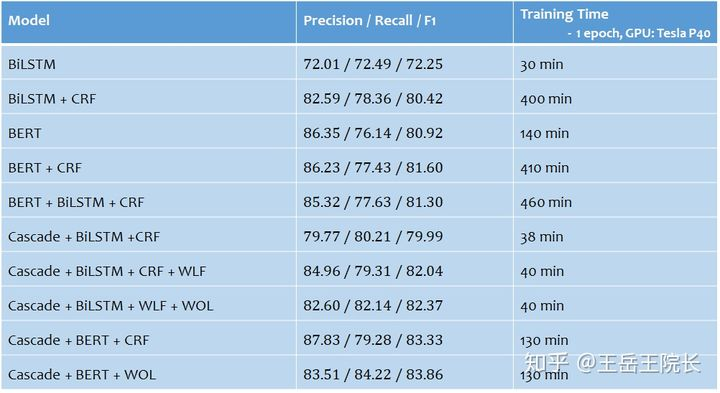 Model Precision / Recall / F1 Training Time
- 1 epoch, GPU: Tesla P40
BiLSTM 72.01 / 72.49 / 72.25 30 min
BiLSTM + CRF 82.59 / 78.36 / 80.42 400 min
BERT 86.35 / 76.14 / 80.92 140 min
BERT + CRF 86.23 / 77.43 / 81.60 410 min
BERT + BiLSTM + CRF 85.32 / 77.63 / 81.30 460 min
Cascade + BiLSTM +CRF 79.77 / 80.21 / 79.99 38 min
Cascade + BiLSTM + CRF + WLF 84.96 / 79.31 / 82.04 40 min
Cascade + BiLSTM + WLF + WOL 82.60 / 82.14 / 82.37 40 min
Cascade + BERT + CRF 87.83 / 79.28 / 83.33 130 min
Cascade + BERT + WOL 83.51 / 84.22 / 83.86 130 min
知乎 @王岳王院长